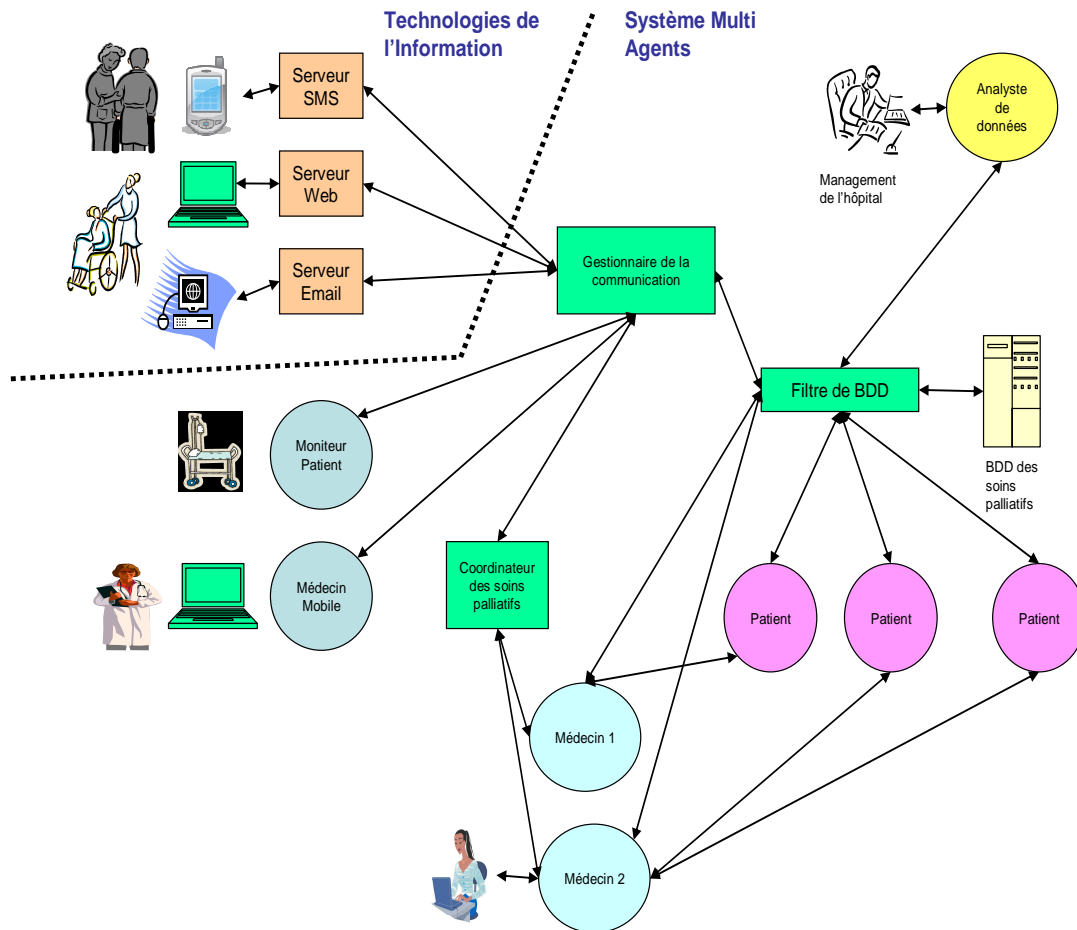 Technologies de
l'Information
Système Multi
Agents
Serveur
SMS
Analyste
de
données
Management
de l'hôpital
Serveur
Web
Gestionnaire de la
communication
Serveur
Email
Filtre de BDD
BDD des
soins
palliatifs
Moniteur
Patient
Coordinateur
des soins
palliatifs
Médecin
Mobile
Patient
Patient
Patient
Médecin 1
Médecin 2